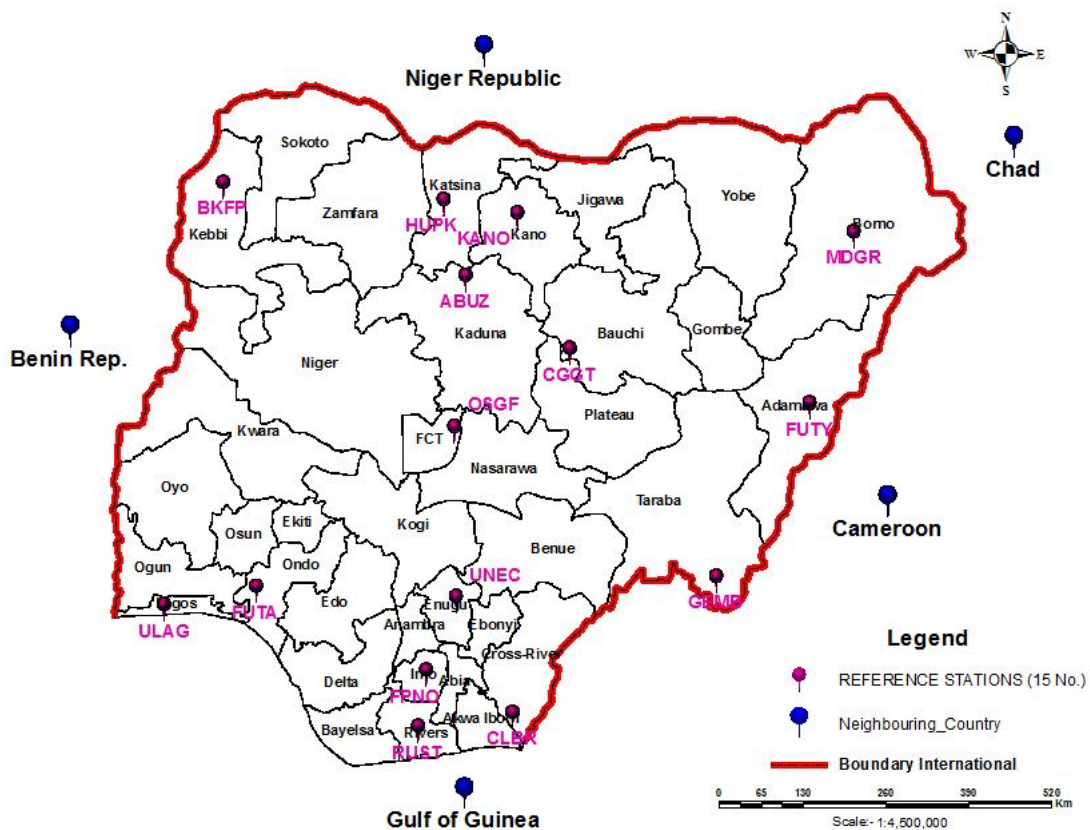 N
W E
S
Niger Republic
Chad
Sokoto
Katsina
Yobe
Jigawa
BKFP
Zamfara
HUPK
KANO
Kano
Kebbi
Borno
MDGR
ABUZ
Kaduna
Bauchi
Gombe
Benin Rep.
Niger
CGGT
OSGF
Plateau
Adamawa
FUTY
FCT
Kwara
Nasarawa
Oyo
Taraba
Cameroon
Kogi
Ekiti
Osun
Benue
Ogun
Ondo
UNEC
Lagos
FUTA
Edo
Enugu
GEMB
ULAG
Anambra
Ebonyi
Legend
Cross-River
Delta
Imo
Abia
FPNO
REFERENCE STATIONS (15 No.)
Akwa Ibom
Bayelsa
Rivers
CLBR
RUST
Neighbouring_Country
Boundary International
0 65 130 260 390 520
Km
Gulf of Guinea
Scale:- 1:4,500,000